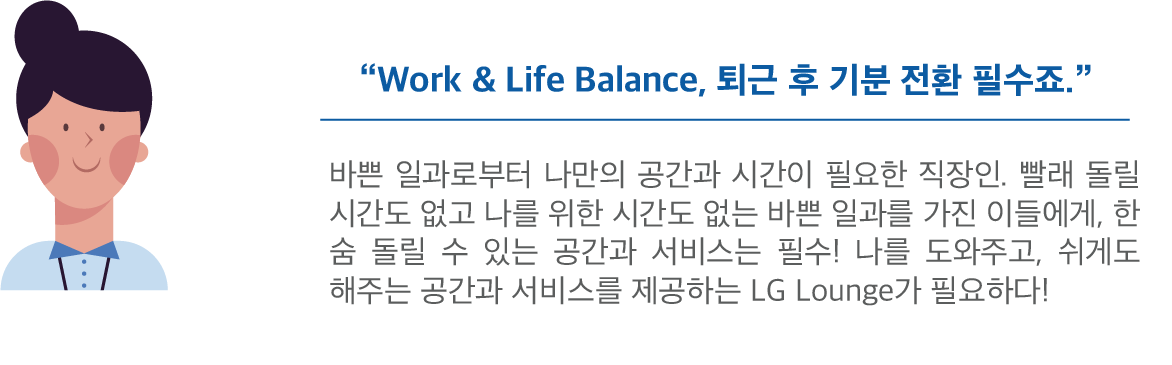 “Work & Life Balance, 퇴근 후 기분 전환 필수죠.”
바쁜 일과로부터 나만의 공간과 시간이 필요한 직장인. 빨래 돌릴
시간도 없고 나를 위한 시간도 없는 바쁜 일과를 가진 이들에게, 한
숨 돌릴 수 있는 공간과 서비스는 필수! 나를 도와주고, 쉬게도
해주는 공간과 서비스를 제공하는 LG Lounge가 필요하다!